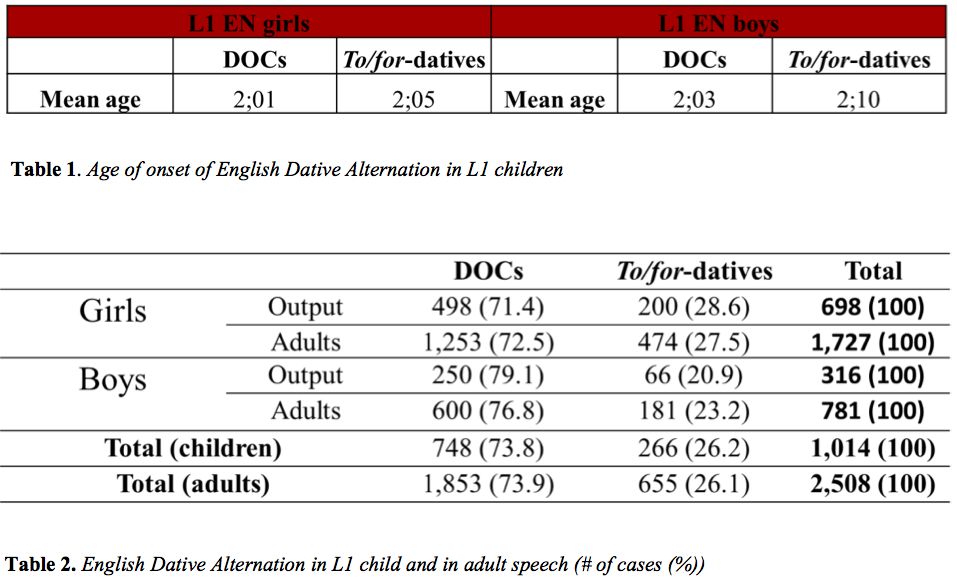 L1 EN girls L1 EN boys
DOCs To/for-datives DOCs To/for-datives
Mean age 2;01 2;05 Mean age 2;03 2;10
Table 1. Age of onset of English Dative Alternation in L1 children
DOCs To/for-datives Total
Girls Output 498 (71.4) 200 (28.6) 698 (100)
Adults 1,253 (72.5) 474 (27.5) 1,727 (100)
Boys Output 250 (79.1) 66 (20.9) 316 (100)
Adults 600 (76.8) 181 (23.2) 781 (100)
Total (children) 748 (73.8) 266 (26.2) 1,014 (100)
Total (adults) 1,853 (73.9) 655 (26.1) 2,508 (100)
Table 2. English Dative Alternation in L1 child and in adult speech (# of cases (%))